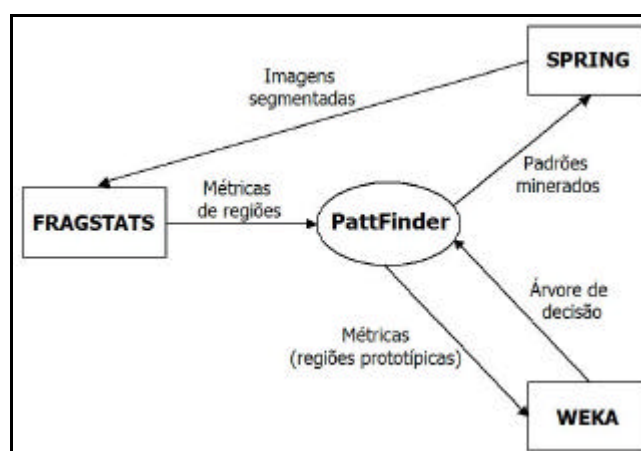 SPRING
Imagens
segmentadas
Padrões
minerados
Métricas
de regiões
FRAGSTATS
PattFinder
Árvore de
decisão
Métricas
(regiões prototípicas)
WEKA